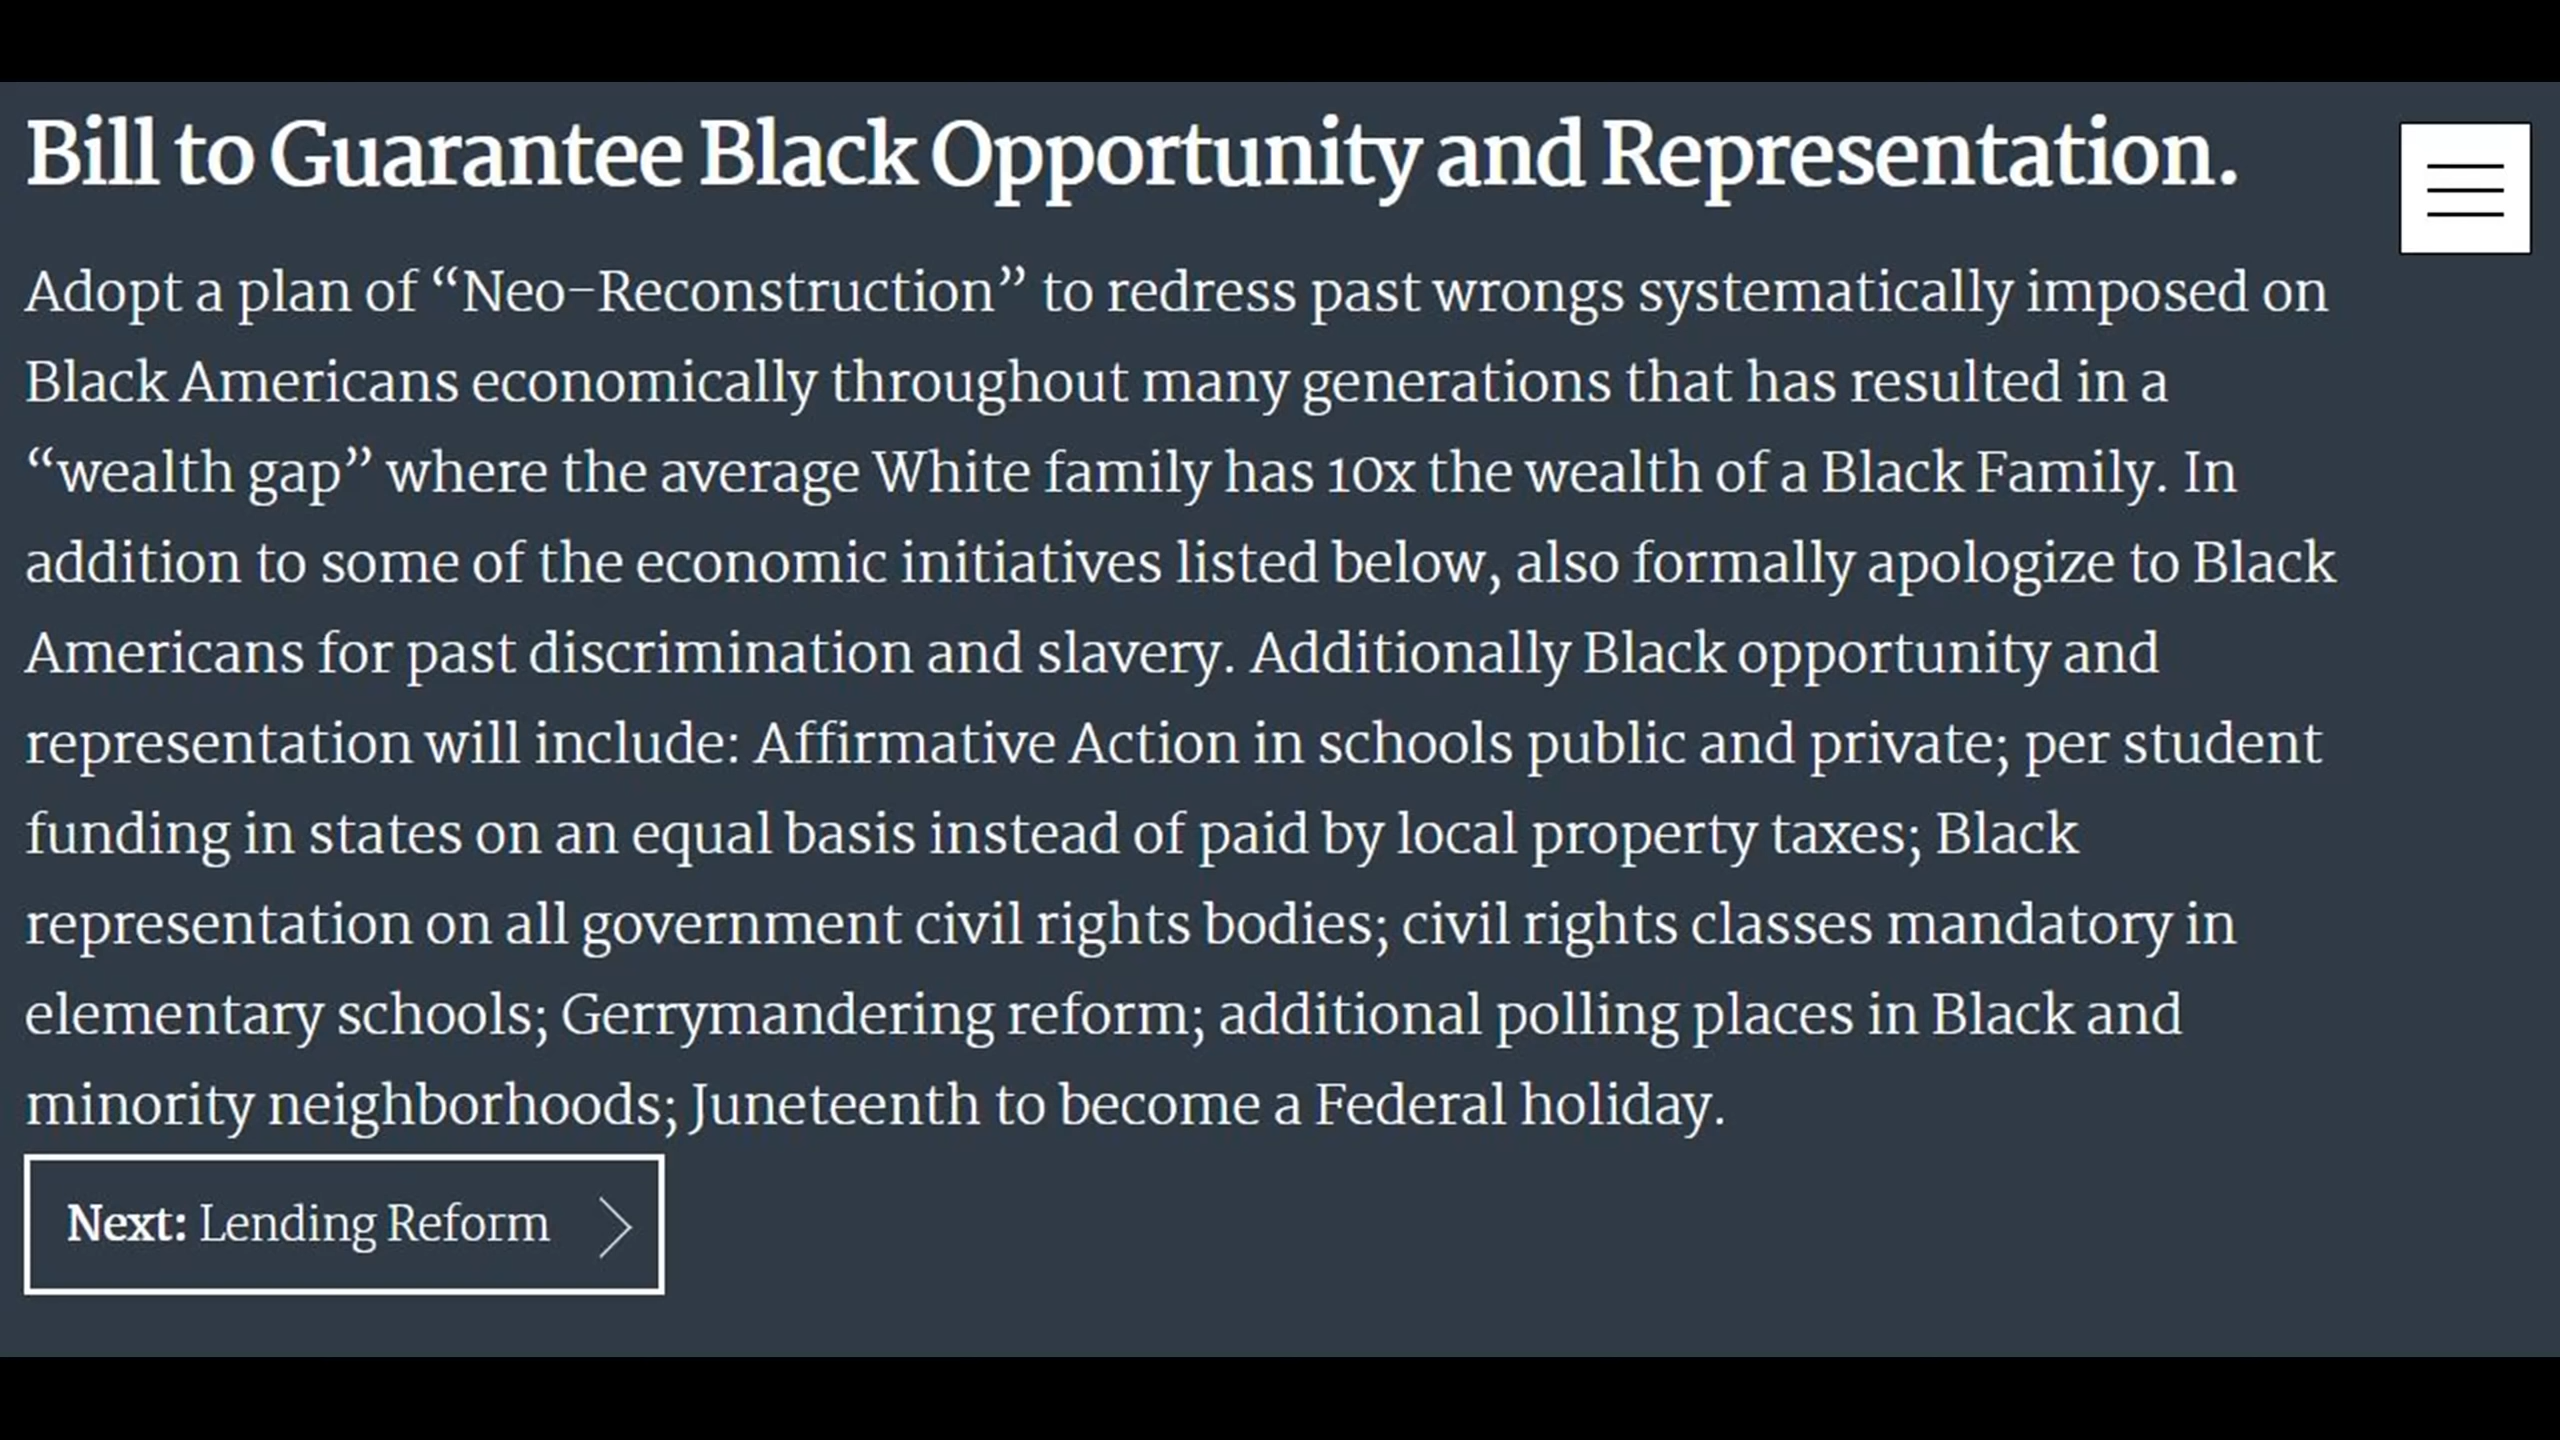 Bill to Guarantee Black Opportunity and Representation.
Adopt a plan of “Neo-Reconstruction” to redress past wrongs systematically imposed on
Black Americans economically throughout many generations that has resulted in a
“wealth gap” where the average White family has 10x the wealth of a Black Family. In
addition to some of the economic initiatives listed below, also formally apologize to Black
Americans for past discrimination and slavery. Additionally Black opportunity and
representation will include: Affirmative Action in schools public and private; per student
funding in states on an equal basis instead of paid by local property taxes; Black
representation on all government civil rights bodies; civil rights classes mandatory in
elementary schools; Gerrymandering reform; additional polling places in Black and
minority neighborhoods; Juneteenth to become a Federal holiday.
Next: Lending Reform